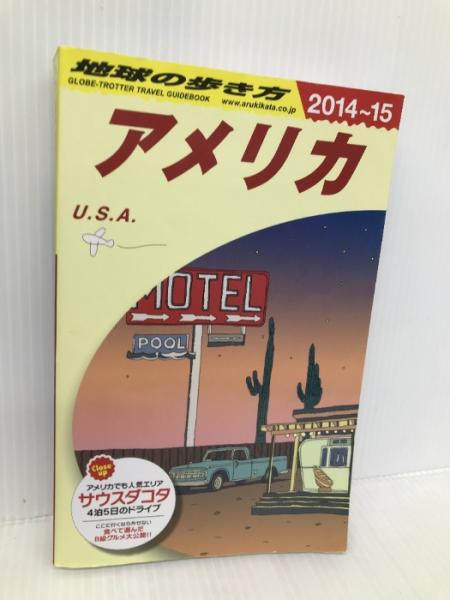 地球の歩き方
GLOBE-TROTTER TRAVEL GUIDEBOOK
www.arukikata.co.jp
2014~15
アメリカ
U.S.A.
MOTEL
POOL
Close up
アメリカでも人気エリア
サウスダコタ
4泊5日のドライブ
ここに行くなら外せない
食べて選んだ
B級グルメ大公開!!